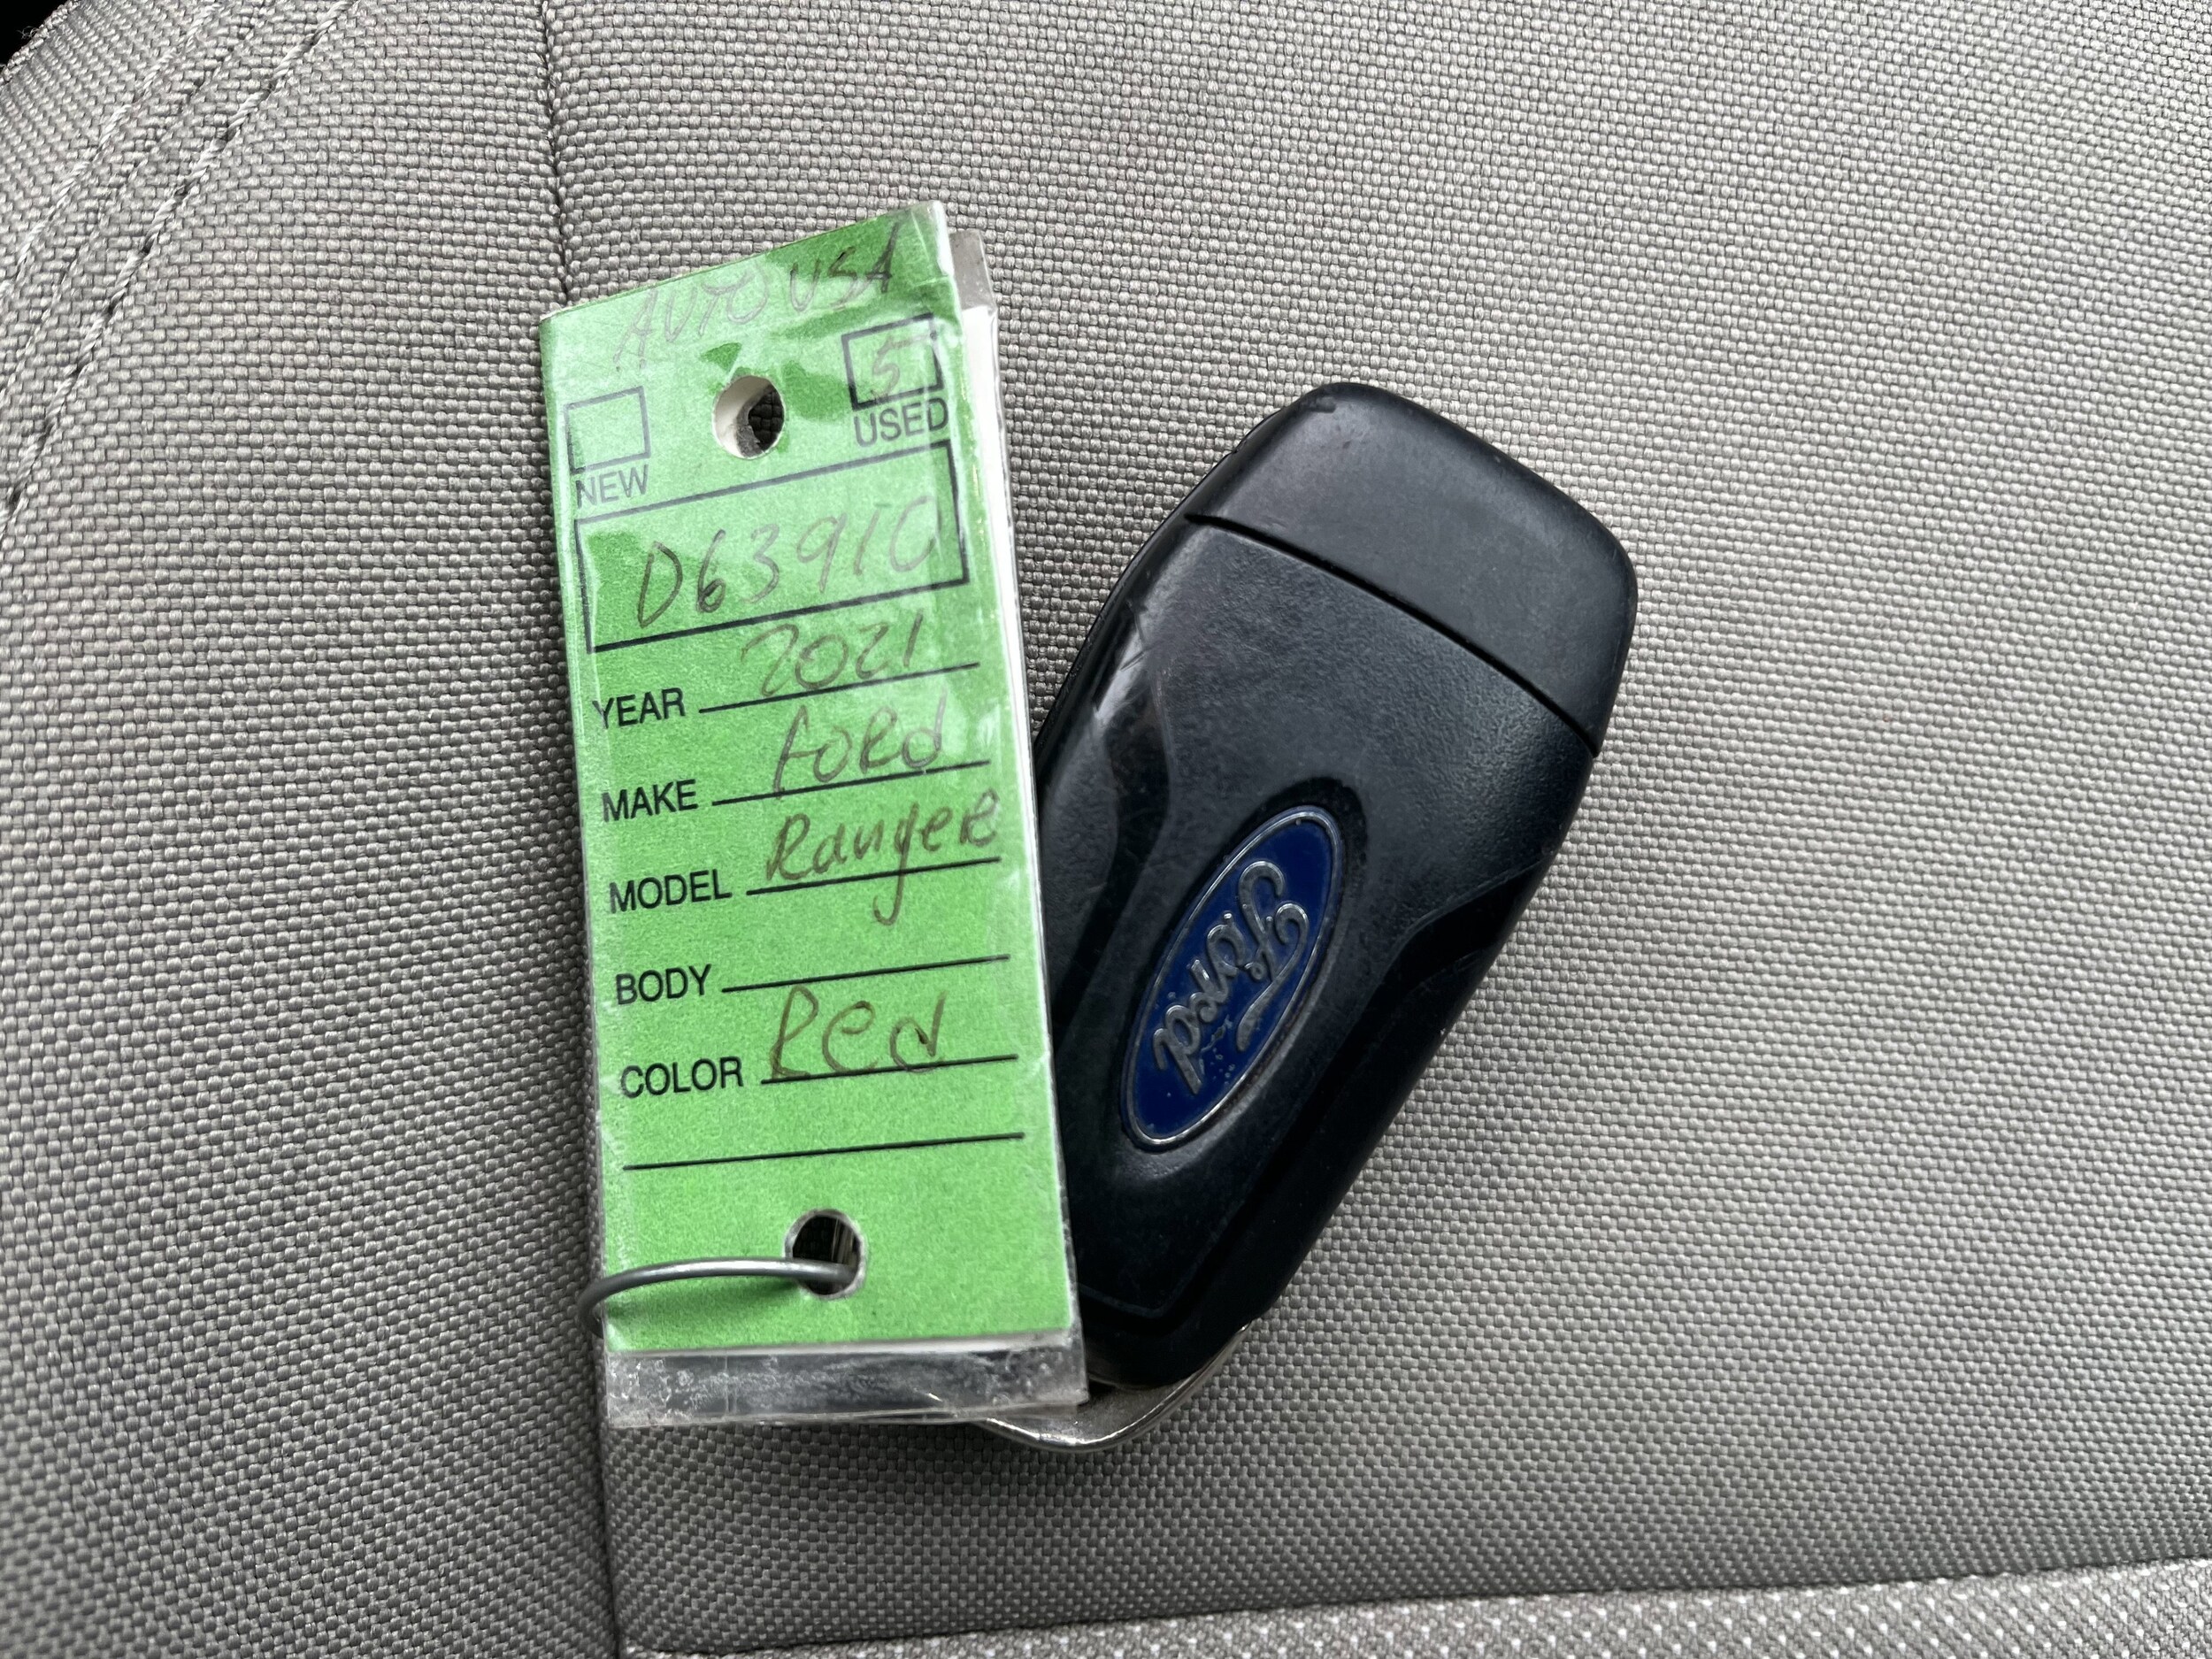 AUTO USA
5
NEW
USED
D63910
YEAR 2021
MAKE Ford
MODEL Ranger
BODY
COLOR Red
Ford